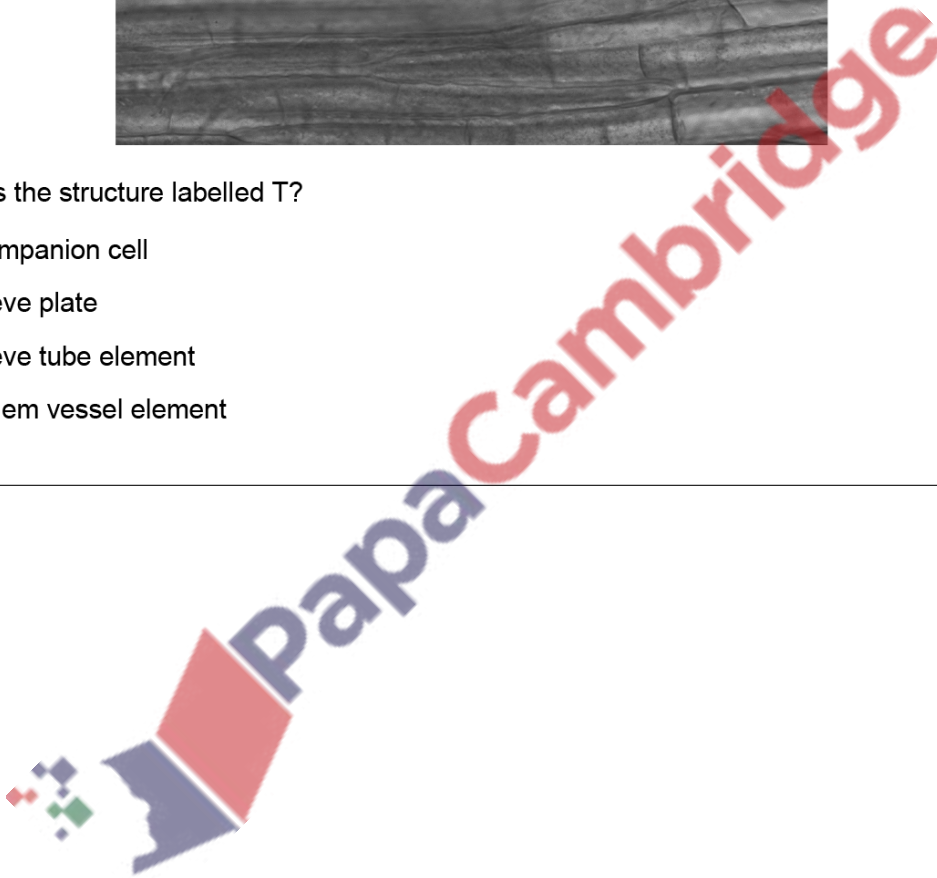 s the structure labelled T?
mpanion cell
eve plate
eve tube element
em vessel element
PapaCambridge